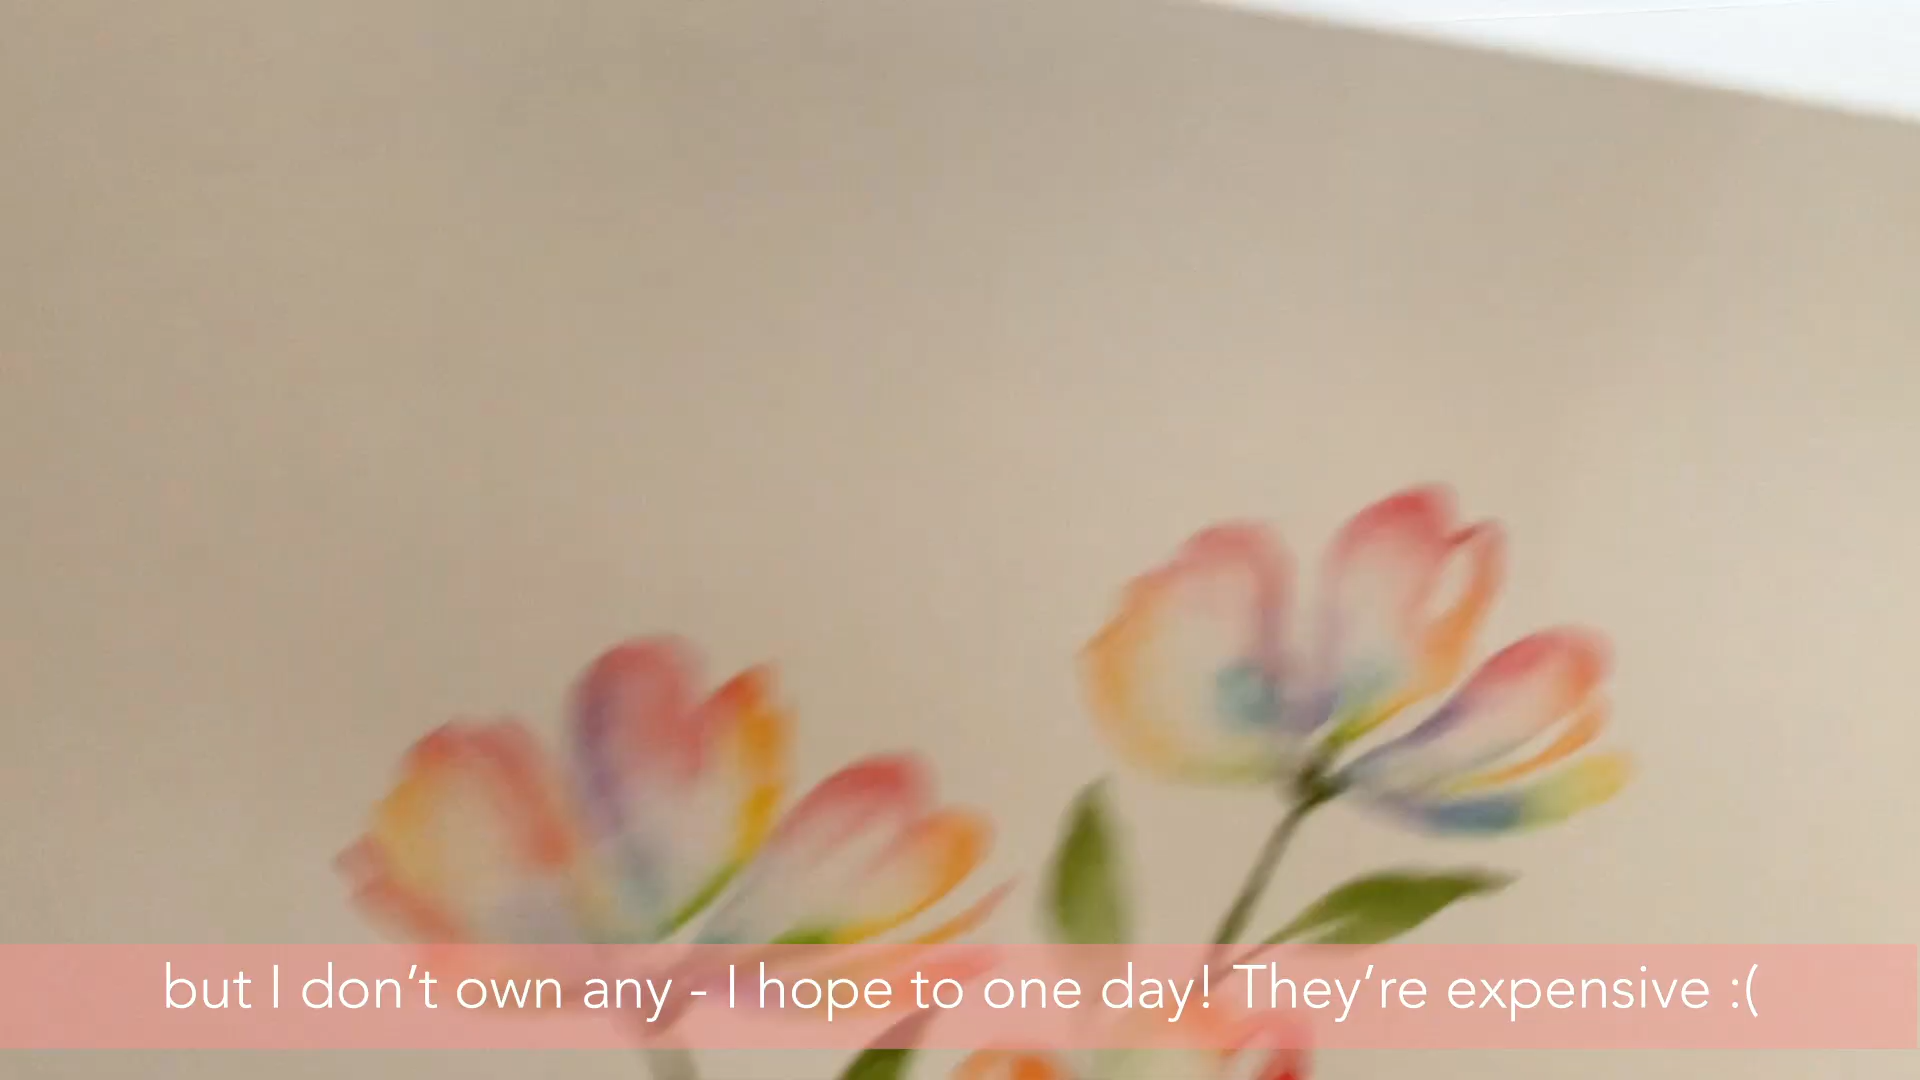 but I don’t own any - I hope to one day! They’re expensive :(